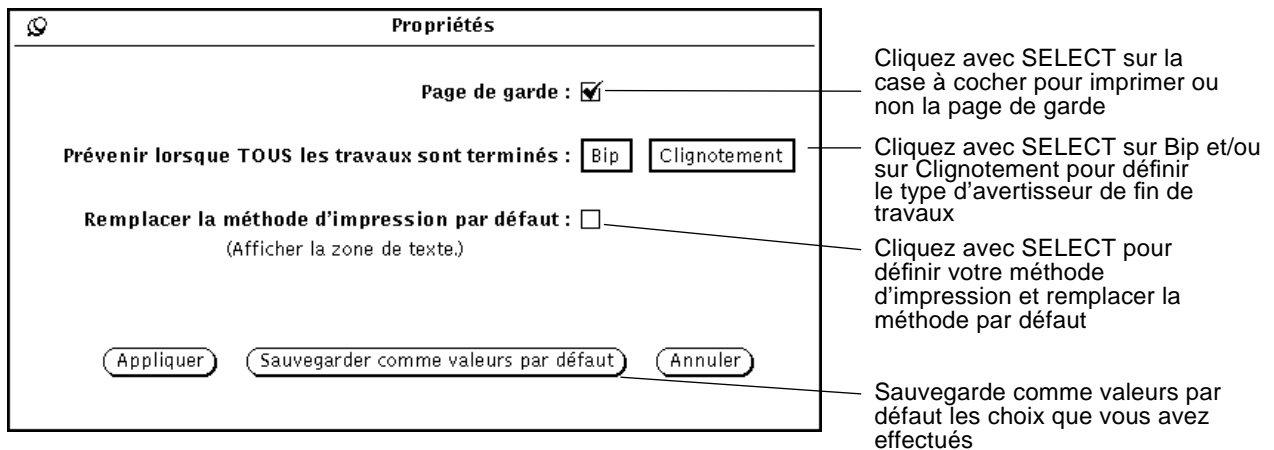 Propriétés
Page de garde :
Cliquez avec SELECT sur la
case à cocher pour imprimer ou
non la page de garde
Prévenir lorsque TOUS les travaux sont terminés : Bip Clignotement
Cliquez avec SELECT sur Bip et/ou
sur Clignotement pour définir
le type d'avertisseur de fin de
travaux
Remplacer la méthode d'impression par défaut :
(Afficher la zone de texte.)
Cliquez avec SELECT pour
définir votre méthode
d'impression et remplacer la
méthode par défaut
Appliquer Sauvegarder comme valeurs par défaut Annuler
Sauvegarde comme valeurs par
défaut les choix que vous avez
effectués